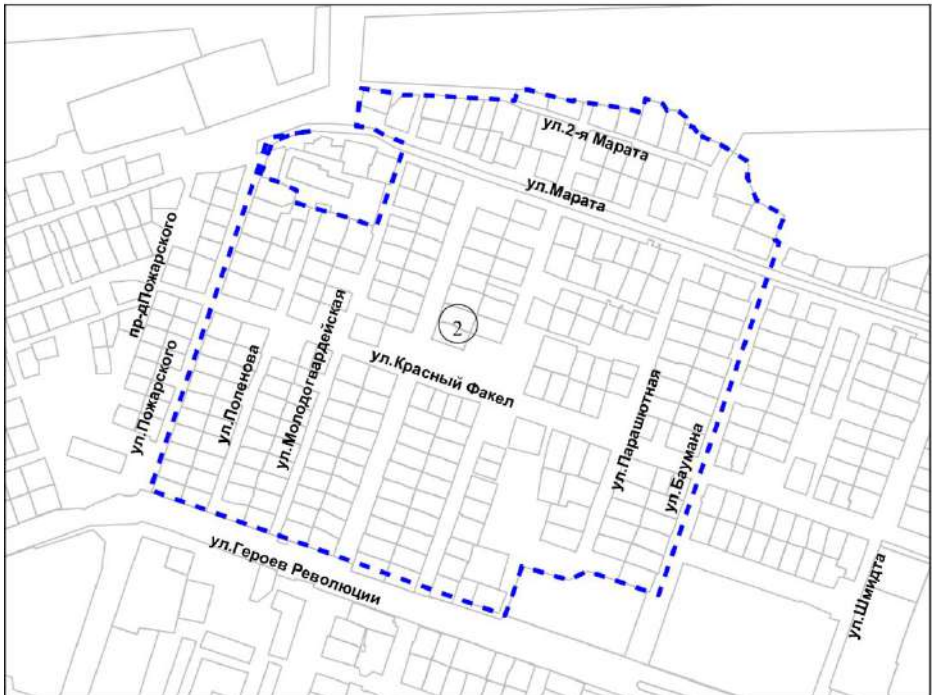 ул.2-я Марата
ул.Марата
пр-дПожарского
2
ул.Красный Факел
ул.Молодогвардейская
ул.Поленова
ул.Пожарского
ул.Парашютная
ул.Баумана
ул.Героев Революции
ул.Шмидта